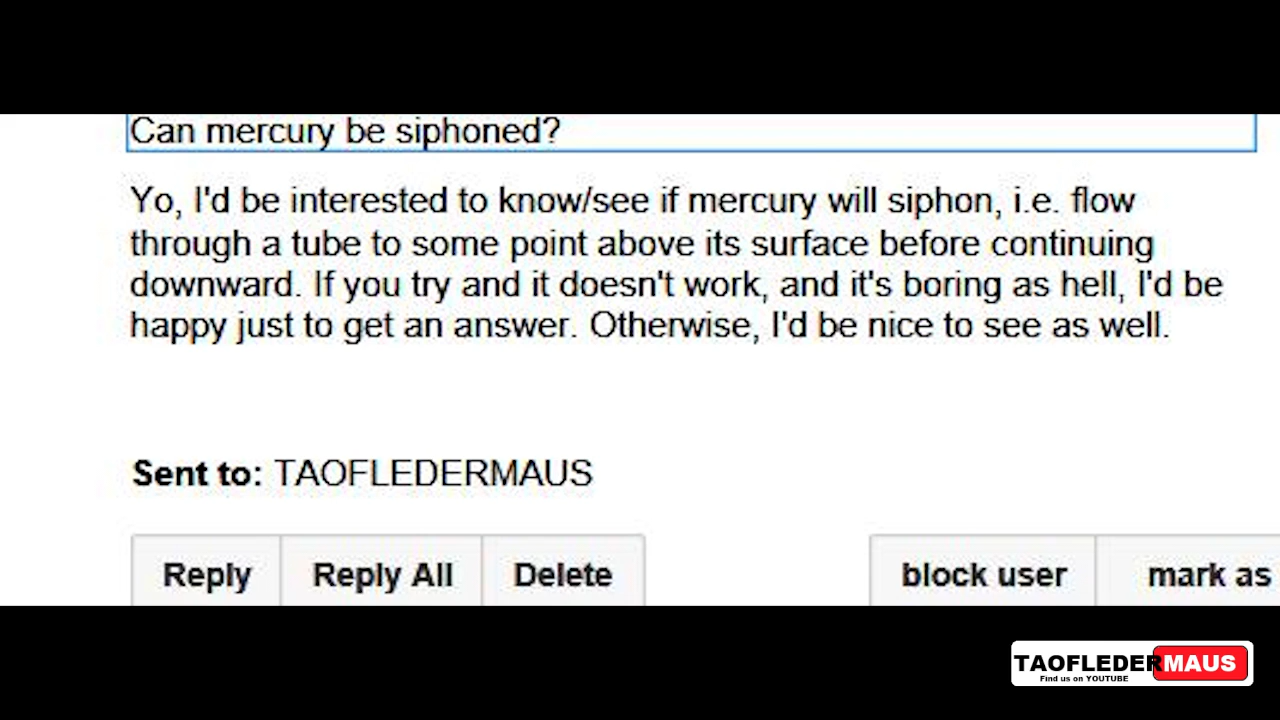 Can mercury be siphoned?
Yo, I'd be interested to know/see if mercury will siphon, i.e. flow
through a tube to some point above its surface before continuing
downward. If you try and it doesn't work, and it's boring as hell, I'd be
happy just to get an answer. Otherwise, I'd be nice to see as well.
Sent to: TAOFLEDERMAUS
Reply Reply All Delete block user mark as
TAOFLEDERMAUS
Find us on YOUTUBE